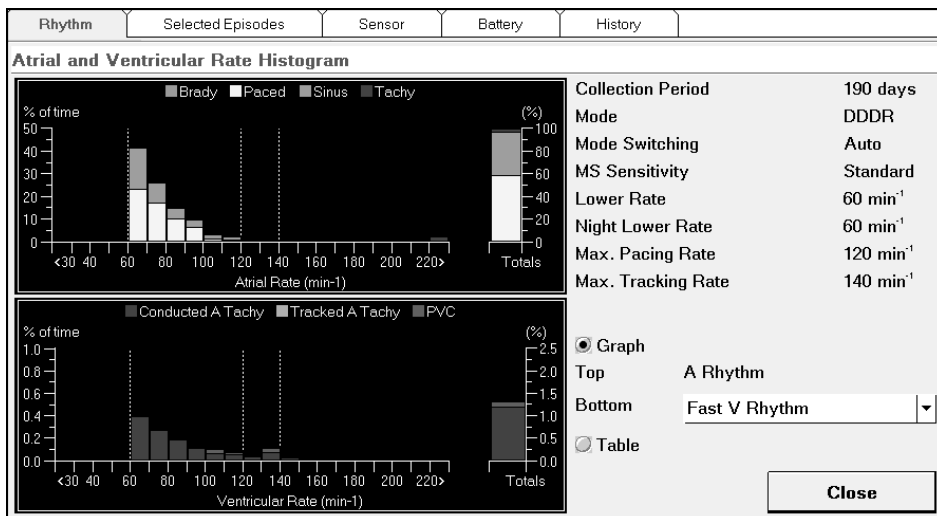 Rhythm Selected Episodes Sensor Battery History
Atrial and Ventricular Rate Histogram
Brady Paced Sinus Tachy
% of time (%)
50 100
40 80
30 60
20 40
10 20
0 0
<30 40 60 80 100 120 140 160 180 200 220> Totals
Atrial Rate (min-1)
Conducted A Tachy Tracked A Tachy PVC
% of time (%)
1.0 2.5
0.8 2.0
0.6 1.5
0.4 1.0
0.2 0.5
0.0 0.0
<30 40 60 80 100 120 140 160 180 200 220> Totals
Ventricular Rate (min-1)
Collection Period 190 days
Mode DDDR
Mode Switching Auto
MS Sensitivity Standard
Lower Rate 60 min⁻¹
Night Lower Rate 60 min⁻¹
Max. Pacing Rate 120 min⁻¹
Max. Tracking Rate 140 min⁻¹
Graph
Top A Rhythm
Bottom Fast V Rhythm
Table
Close